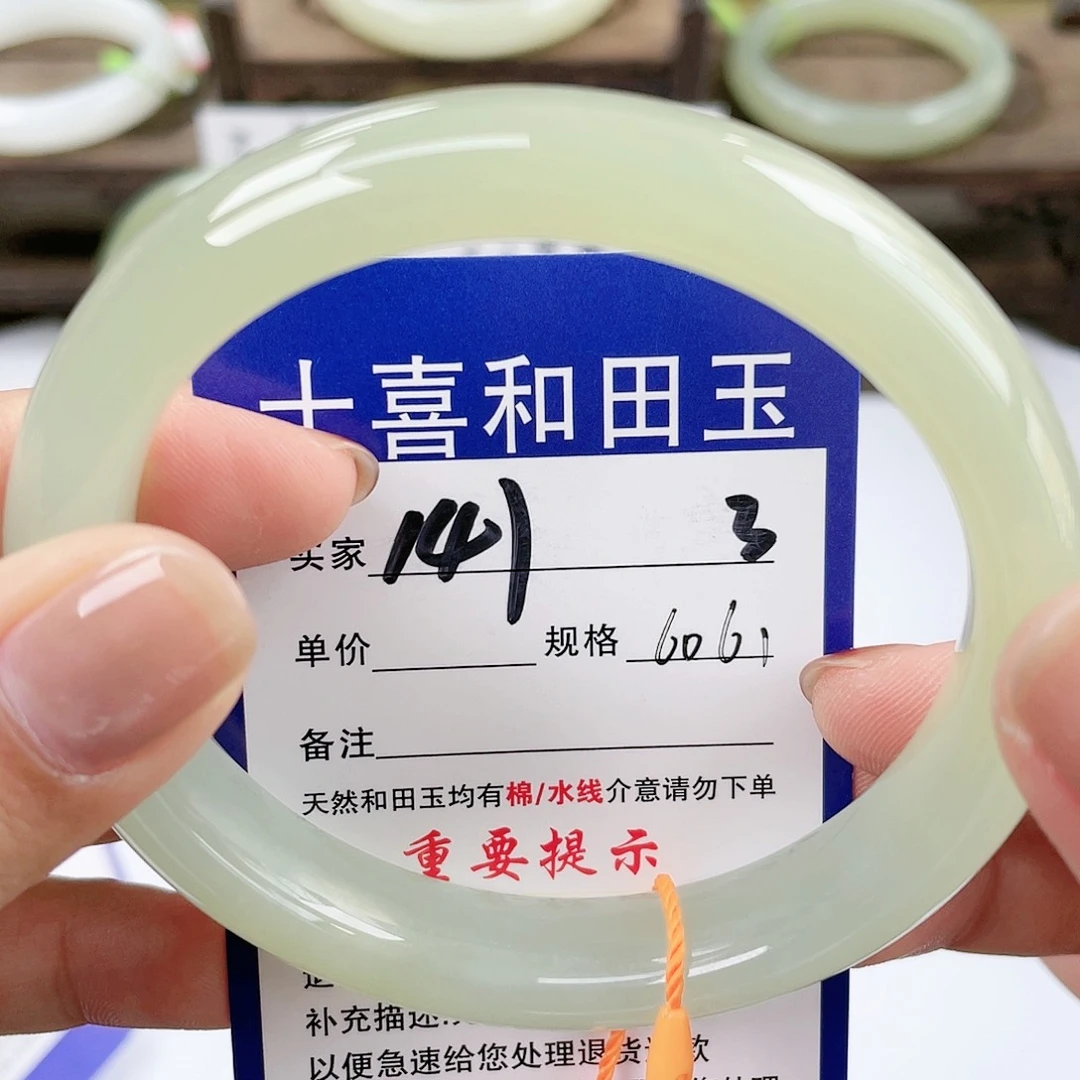 十喜和田玉
买家 141 3
单价 规格 6061
备注
天然和田玉均有棉/水线介意请勿下单
重要提示
补充描述
以便急速给您处理退货退款